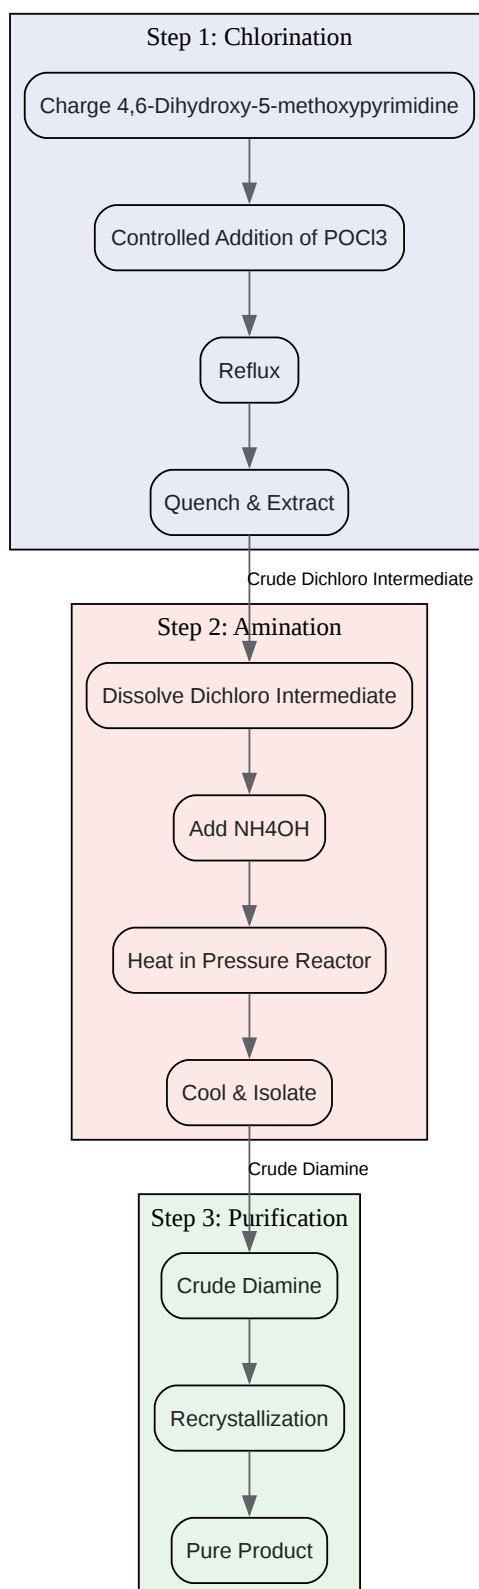 Step 1: Chlorination
Charge 4,6-Dihydroxy-5-methoxypyrimidine
Controlled Addition of POCl3
Reflux
Quench & Extract
Crude Dichloro Intermediate
Step 2: Amination
Dissolve Dichloro Intermediate
Add NH4OH
Heat in Pressure Reactor
Cool & Isolate
Crude Diamine
Step 3: Purification
Crude Diamine
Recrystallization
Pure Product